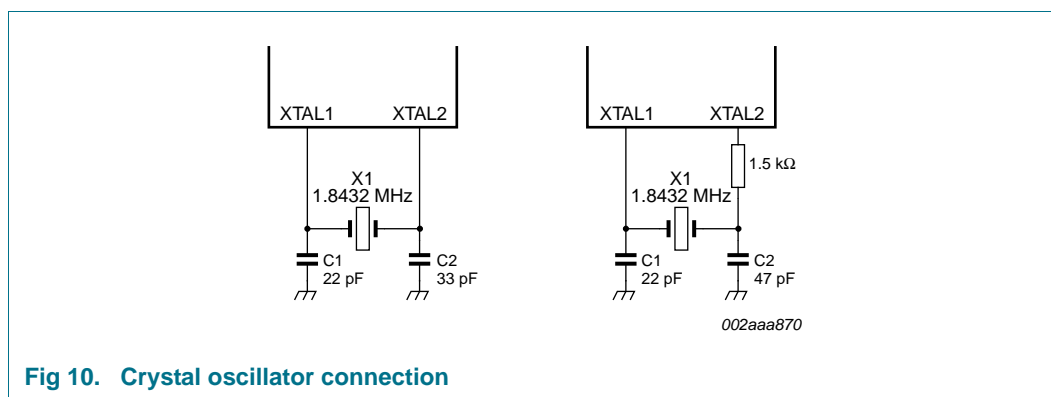 XTAL1 XTAL2
X1
1.8432 MHz
C1
22 pF
C2
33 pF
XTAL1 XTAL2
1.5 kΩ
X1
1.8432 MHz
C1
22 pF
C2
47 pF
002aaa870
Fig 10. Crystal oscillator connection